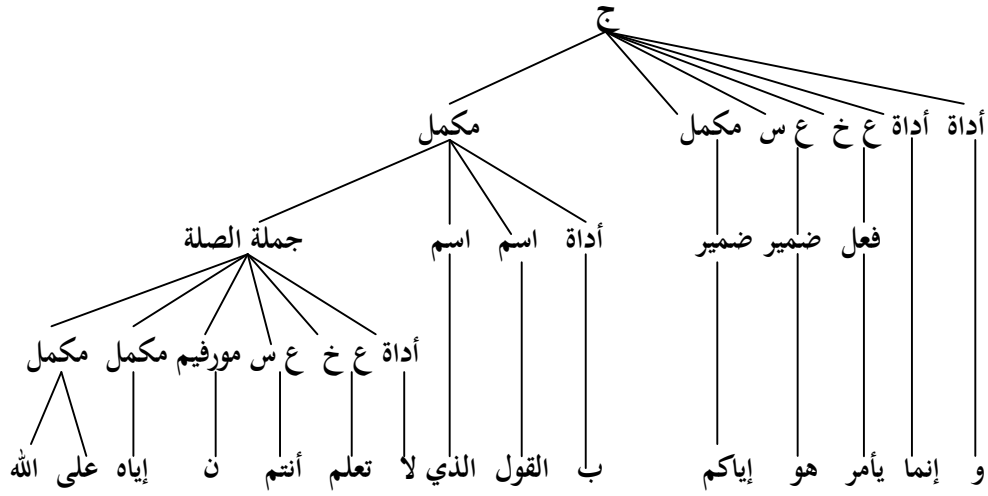 ج
أداة أداة ع خ ع س مكمل مكمل
فعل ضمير ضمير أداة اسم اسم جملة الصلة
أداة ع خ ع س مورفيم مكمل مكمل
و إنما يأمر هو إياكم ب القول الذي لا تعلم أنتم ن إياه على الله